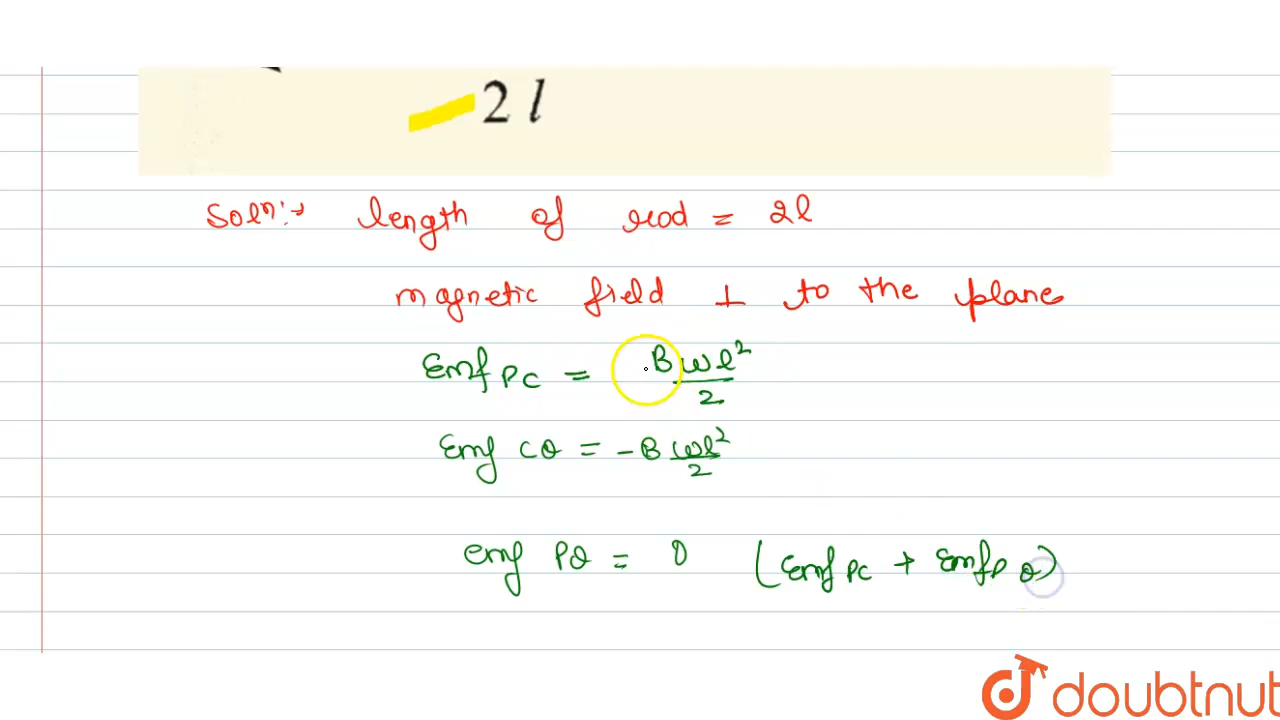 2 l
Soln:→ length of rod = 2l
magnetic field ⊥ to the plane
Emf PC = Bωl²/2
Emf CQ = -Bωl²/2
emf PQ = 0 (Emf PC + Emf P Q)
doubtnut